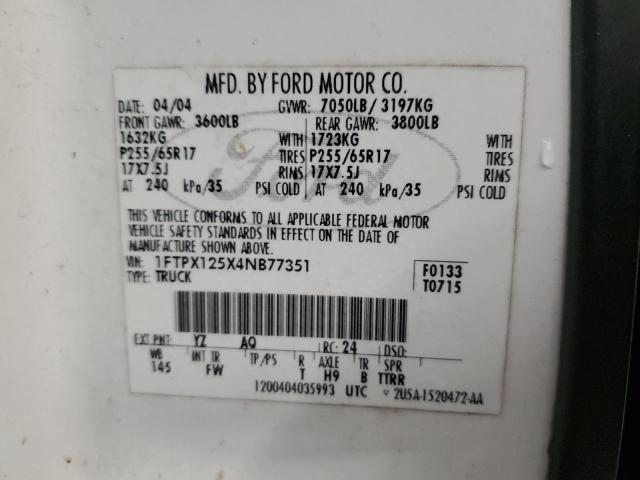 MFD. BY FORD MOTOR CO.
DATE: 04/04 GVWR: 7050LB/ 3197KG
FRONT GAWR: 3600LB REAR GAWR: 3800LB
1632KG WITH 1723KG WITH
P255/65R17 TIRES P255/65R17 TIRES
17X7.5J RIMS 17X7.5J RIMS
AT 240 kPa/35 PSI COLD AT 240 kPa/35 PSI COLD
THIS VEHICLE CONFORMS TO ALL APPLICABLE FEDERAL MOTOR
VEHICLE SAFETY STANDARDS IN EFFECT ON THE DATE OF
MANUFACTURE SHOWN ABOVE.
VIN: 1FTPX125X4NB77351 F0133
TYPE: TRUCK T0715
Ford
EXT PNT: YZ AQ RC: 24 DSO:
WB INT TR TP/PS R AXLE TR SPR
145 FW T H9 B TTRR
1200404035993 UTC 2U5A-1520472-AA